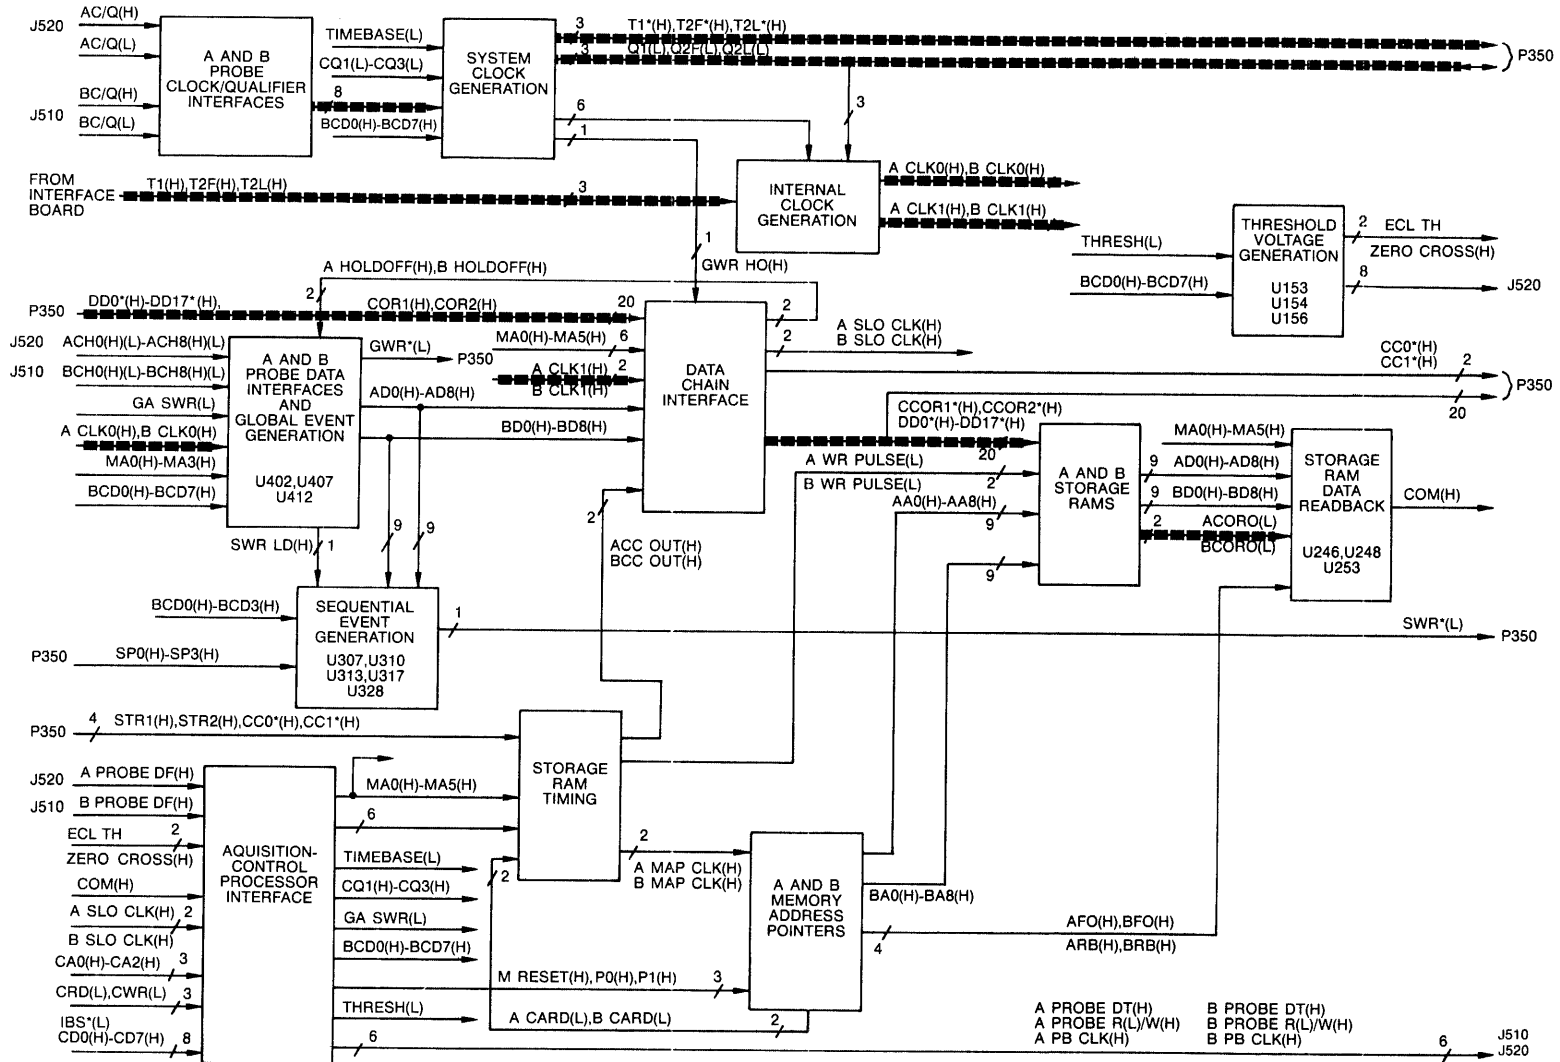 J520
AC/Q(H)
AC/Q(L)
J510
BC/Q(H)
BC/Q(L)
A AND B
PROBE
CLOCK/QUALIFIER
INTERFACES
8
TIMEBASE(L)
CQ1(L)-CQ3(L)
BCD0(H)-BCD7(H)
SYSTEM
CLOCK
GENERATION
3
T1*(H),T2F*(H),T2L*(H)
3
Q1(L),Q2F(L),Q2L(L)
P350
6
1
3
FROM
INTERFACE
BOARD
T1(H),T2F(H),T2L(H)
3
INTERNAL
CLOCK
GENERATION
A CLK0(H),B CLK0(H)
A CLK1(H),B CLK1(H)
1
GWR HO(H)
THRESH(L)
BCD0(H)-BCD7(H)
THRESHOLD
VOLTAGE
GENERATION
U153
U154
U156
2
ECL TH
ZERO CROSS(H)
8
J520
A HOLDOFF(H),B HOLDOFF(H)
2
P350
DD0*(H)-DD17*(H),
COR1(H),COR2(H)
20
J520
ACH0(H)(L)-ACH8(H)(L)
J510
BCH0(H)(L)-BCH8(H)(L)
GA SWR(L)
A CLK0(H),B CLK0(H)
MA0(H)-MA3(H)
BCD0(H)-BCD7(H)
A AND B
PROBE DATA
INTERFACES
AND
GLOBAL EVENT
GENERATION
U402,U407
U412
GWR*(L)
P350
MA0(H)-MA5(H)
6
A CLK1(H)
2
B CLK1(H)
AD0(H)-AD8(H)
BD0(H)-BD8(H)
DATA
CHAIN
INTERFACE
2
2
A SLO CLK(H)
B SLO CLK(H)
CC0*(H)
CC1*(H)
2
P350
20
CCOR1*(H),CCOR2*(H)
DD0*(H)-DD17*(H)
20
A WR PULSE(L)
B WR PULSE(L)
2
AA0(H)-AA8(H)
9
9
A AND B
STORAGE
RAMS
MA0(H)-MA5(H)
9
AD0(H)-AD8(H)
9
BD0(H)-BD8(H)
2
ACORO(L)
BCORO(L)
STORAGE
RAM
DATA
READBACK
U246,U248
U253
COM(H)
SWR LD(H)
1
9
9
2
ACC OUT(H)
BCC OUT(H)
BCD0(H)-BCD3(H)
P350
SP0(H)-SP3(H)
SEQUENTIAL
EVENT
GENERATION
U307,U310
U313,U317
U328
1
SWR*(L)
P350
P350
4
STR1(H),STR2(H),CC0*(H),CC1*(H)
STORAGE
RAM
TIMING
J520
A PROBE DF(H)
J510
B PROBE DF(H)
ECL TH
2
ZERO CROSS(H)
COM(H)
A SLO CLK(H)
2
B SLO CLK(H)
CA0(H)-CA2(H)
3
CRD(L),CWR(L)
3
IBS*(L)
CD0(H)-CD7(H)
8
AQUISITION-
CONTROL
PROCESSOR
INTERFACE
MA0(H)-MA5(H)
6
TIMEBASE(L)
CQ1(H)-CQ3(H)
GA SWR(L)
BCD0(H)-BCD7(H)
M RESET(H),P0(H),P1(H)
3
THRESH(L)
6
2
2
A MAP CLK(H)
B MAP CLK(H)
A AND B
MEMORY
ADDRESS
POINTERS
BA0(H)-BA8(H)
4
AFO(H),BFO(H)
ARB(H),BRB(H)
A CARD(L),B CARD(L)
2
A PROBE DT(H)
B PROBE DT(H)
A PROBE R(L)/W(H)
B PROBE R(L)/W(H)
A PB CLK(H)
B PB CLK(H)
6
J510
J520